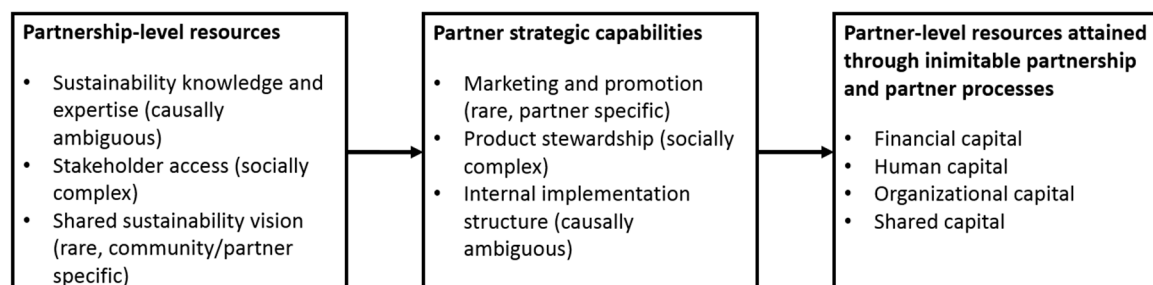 Partnership-level resources
• Sustainability knowledge and
expertise (causally
ambiguous)
• Stakeholder access (socially
complex)
• Shared sustainability vision
(rare, community/partner
specific)
Partner strategic capabilities
• Marketing and promotion
(rare, partner specific)
• Product stewardship (socially
complex)
• Internal implementation
structure (causally
ambiguous)
Partner-level resources attained
through inimitable partnership
and partner processes
• Financial capital
• Human capital
• Organizational capital
• Shared capital